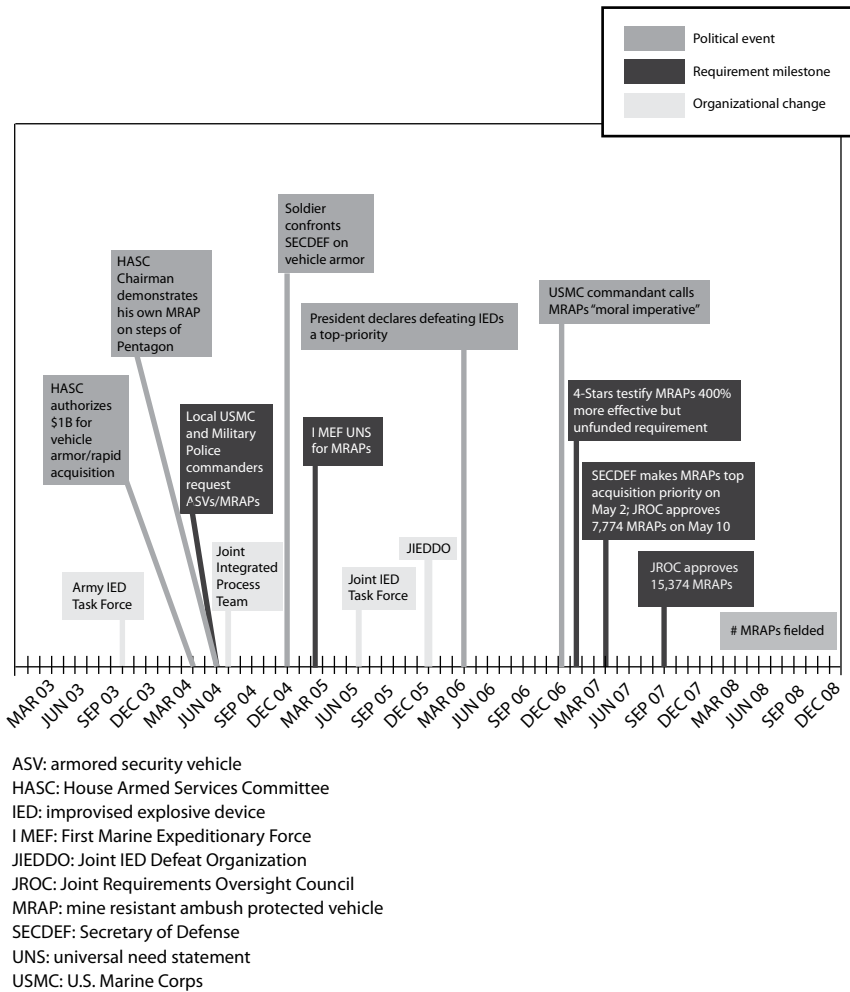 Political event
Requirement milestone
Organizational change
Soldier
confronts
SECDEF on
vehicle armor
HASC
Chairman
demonstrates
his own MRAP
on steps of
Pentagon
USMC commandant calls
MRAPs “moral imperative”
President declares defeating IEDs
a top-priority
HASC
authorizes
$1B for
vehicle
armor/rapid
acquisition
Local USMC
and Military
Police
commanders
request
ASVs/MRAPs
I MEF UNS
for MRAPs
4-Stars testify MRAPs 400%
more effective but
unfunded requirement
SECDEF makes MRAPs top
acquisition priority on
May 2; JROC approves
7,774 MRAPs on May 10
Army IED
Task Force
Joint
Integrated
Process
Team
Joint IED
Task Force
JIEDDO
JROC approves
15,374 MRAPs
# MRAPs fielded
MAR 03
JUN 03
SEP 03
DEC 03
MAR 04
JUN 04
SEP 04
DEC 04
MAR 05
JUN 05
SEP 05
DEC 05
MAR 06
JUN 06
SEP 06
DEC 06
MAR 07
JUN 07
SEP 07
DEC 07
MAR 08
JUN 08
SEP 08
DEC 08
ASV: armored security vehicle
HASC: House Armed Services Committee
IED: improvised explosive device
I MEF: First Marine Expeditionary Force
JIEDDO: Joint IED Defeat Organization
JROC: Joint Requirements Oversight Council
MRAP: mine resistant ambush protected vehicle
SECDEF: Secretary of Defense
UNS: universal need statement
USMC: U.S. Marine Corps